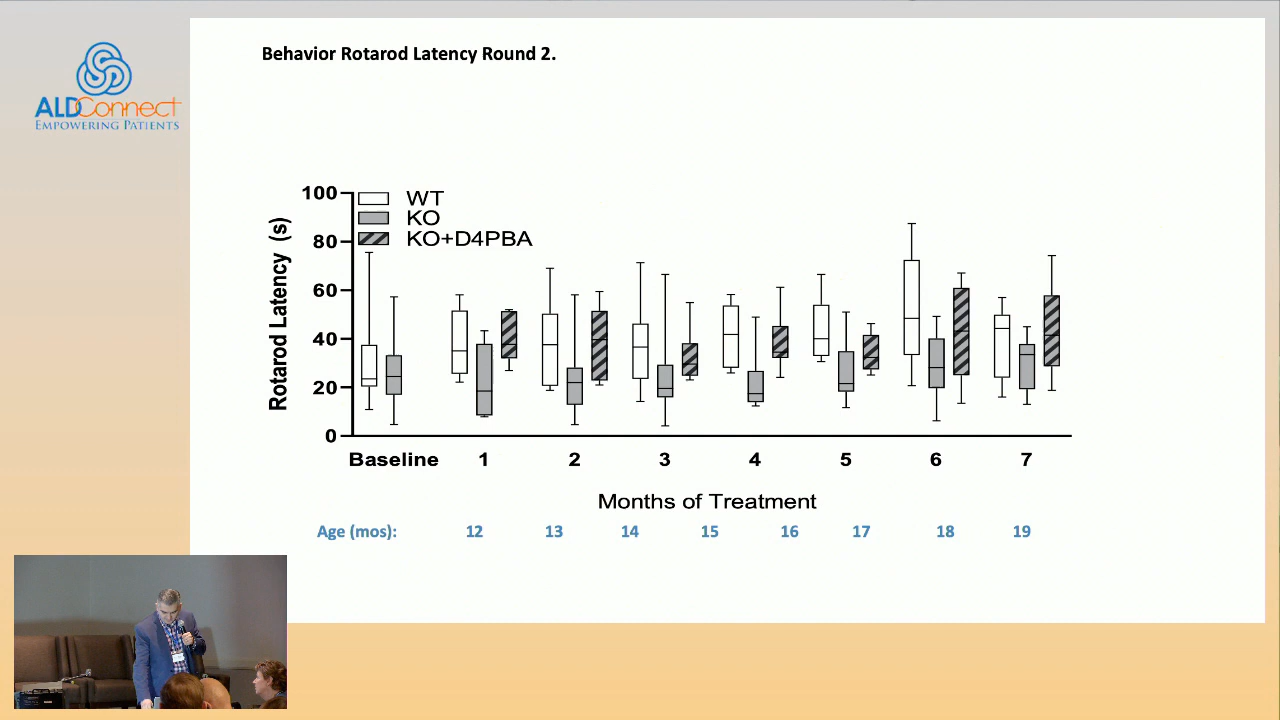 Behavior Rotarod Latency Round 2.
ALDConnect
EMPOWERING PATIENTS
Rotarod Latency (s)
100
80
60
40
20
0
WT
KO
KO+D4PBA
Baseline 1 2 3 4 5 6 7
Months of Treatment
Age (mos): 12 13 14 15 16 17 18 19